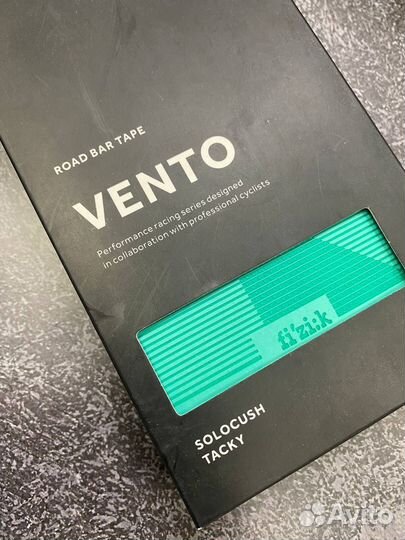 ROAD BAR TAPE
VENTO
Performance racing series designed
in collaboration with professional cyclists
fi'zi:k
SOLOCUSH
TACKY
Avito